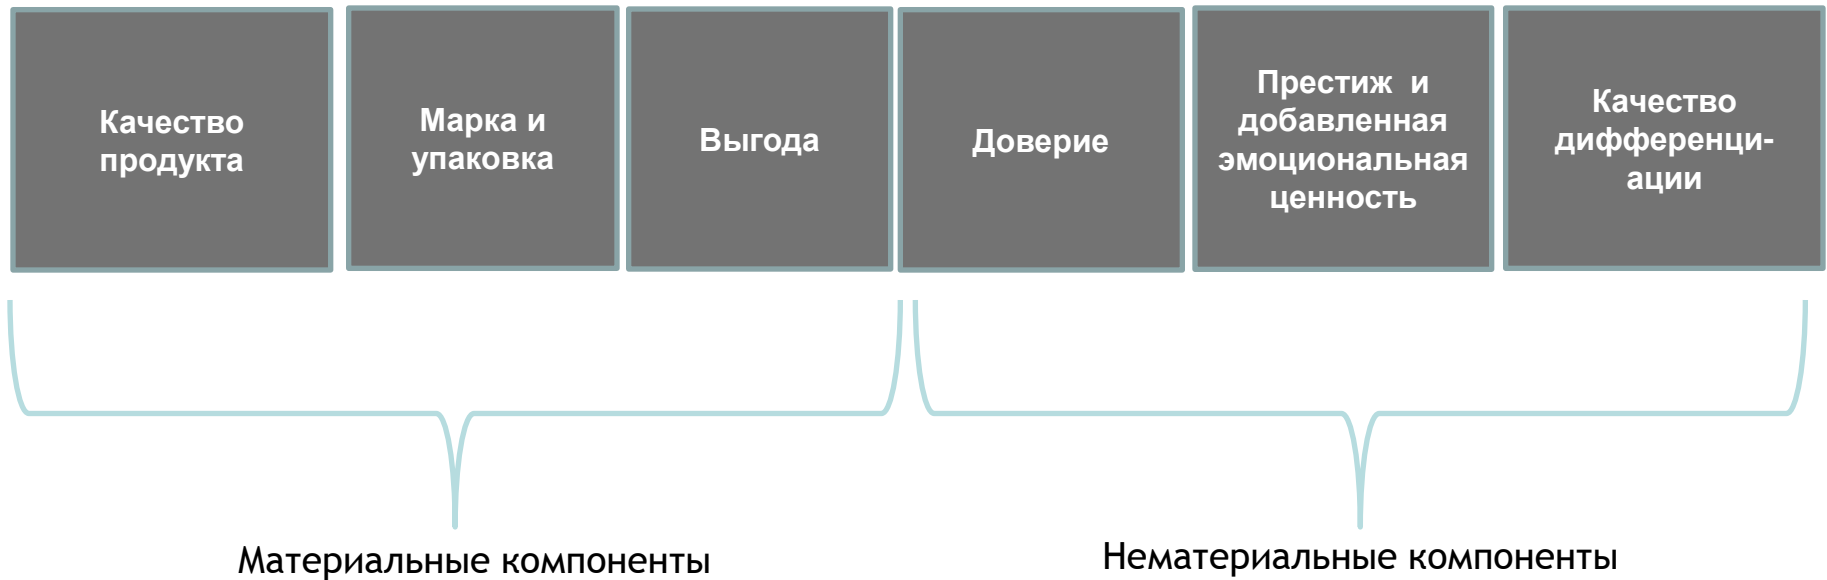 Качество
продукта
Марка и
упаковка
Выгода
Доверие
Престиж и
добавленная
эмоциональная
ценность
Качество
дифференци-
ации
Материальные компоненты
Нематериальные компоненты